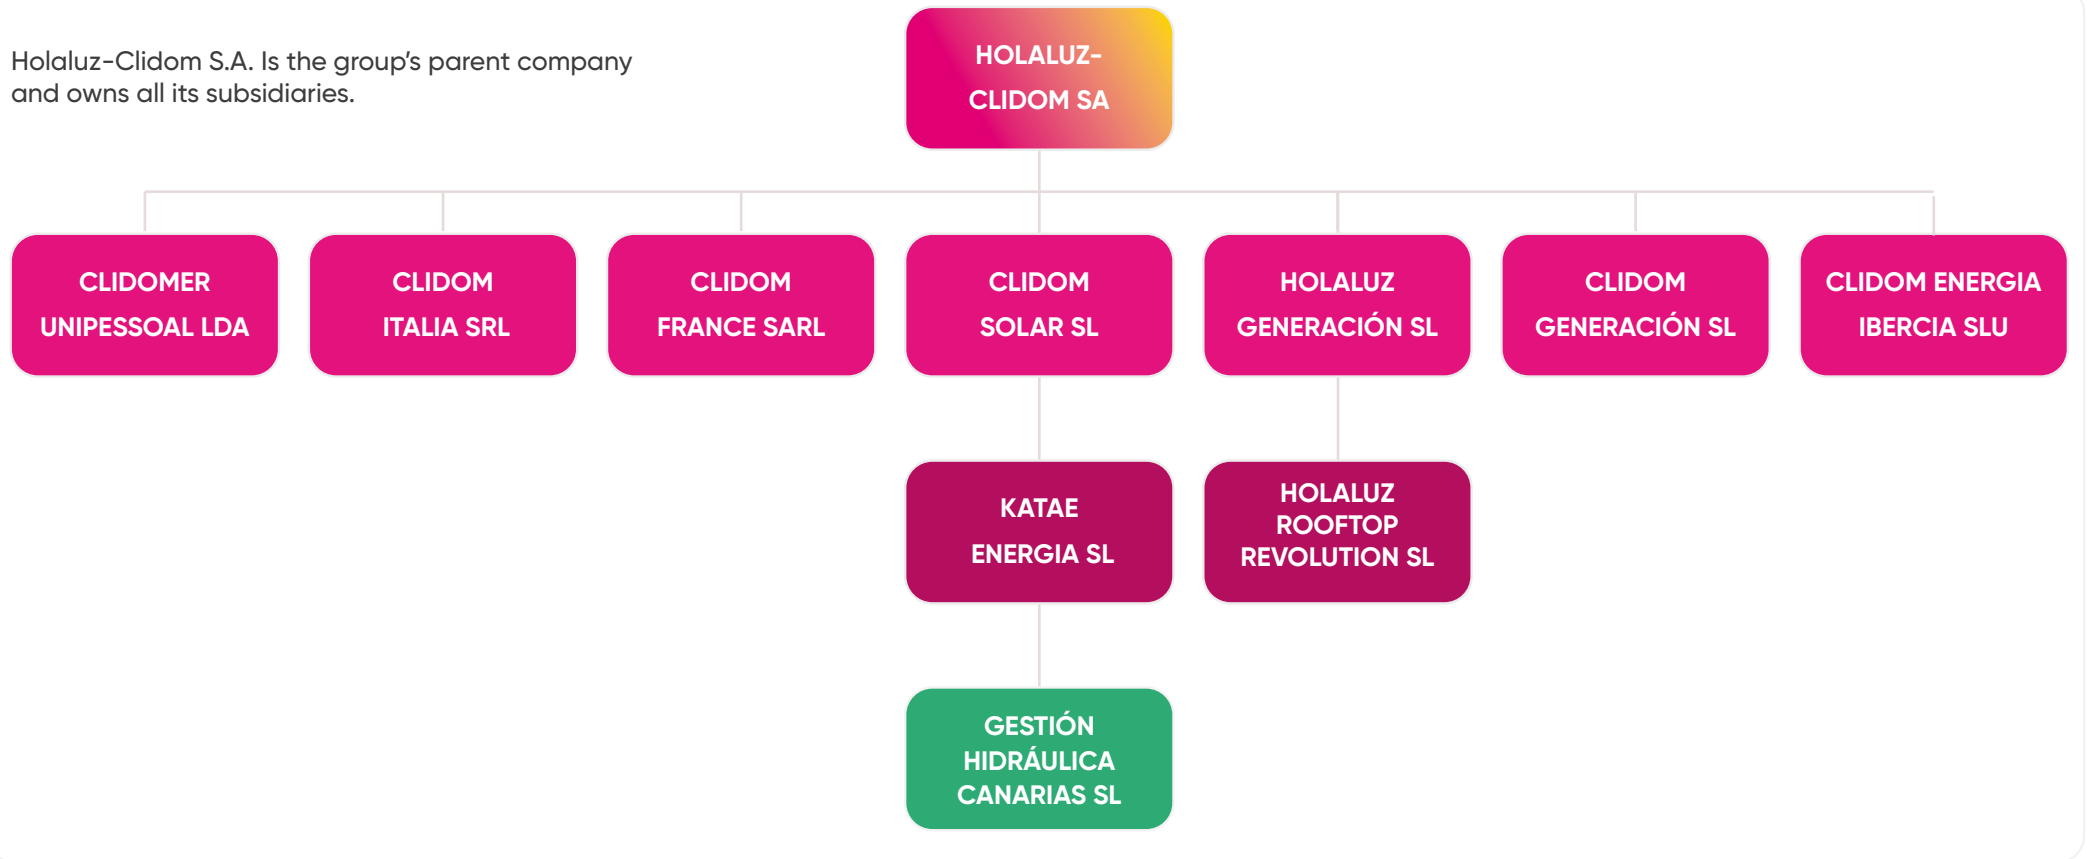 Holaluz-Clidom S.A. Is the group's parent company
and owns all its subsidiaries.
HOLALUZ-
CLIDOM SA
CLIDOMER
UNIPESSOAL LDA
CLIDOM
ITALIA SRL
CLIDOM
FRANCE SARL
CLIDOM
SOLAR SL
HOLALUZ
GENERACIÓN SL
CLIDOM
GENERACIÓN SL
CLIDOM ENERGIA
IBERCIA SLU
KATAE
ENERGIA SL
HOLALUZ
ROOFTOP
REVOLUTION SL
GESTIÓN
HIDRÁULICA
CANARIAS SL